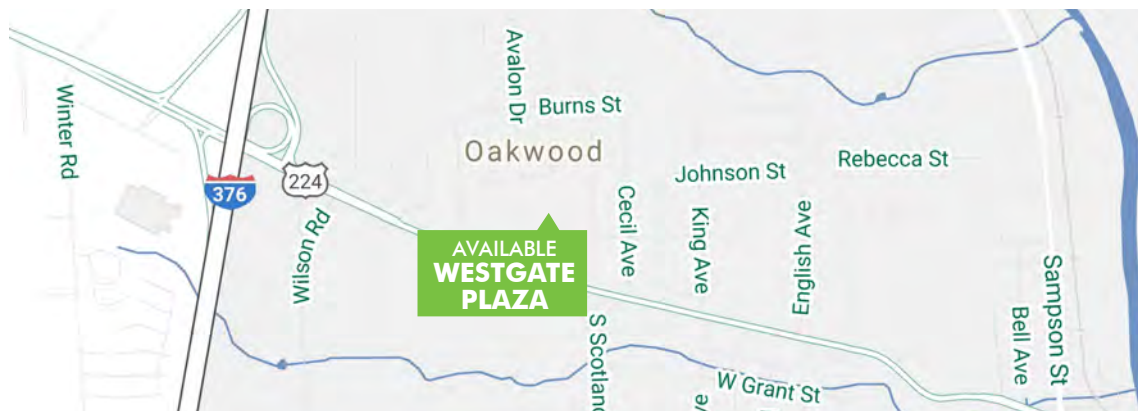 Winter Rd
376
224
Wilson Rd
Avalon Dr
Burns St
Oakwood
AVAILABLE
WESTGATE
PLAZA
Cecil Ave
Johnson St
King Ave
English Ave
Rebecca St
S Scotland
W Grant St
Bell Ave
Sampson St